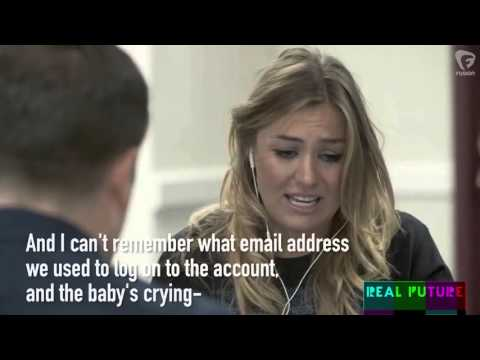 FUSION
And I can't remember what email address
we used to log on to the account,
and the baby's crying–
REAL FUTURE